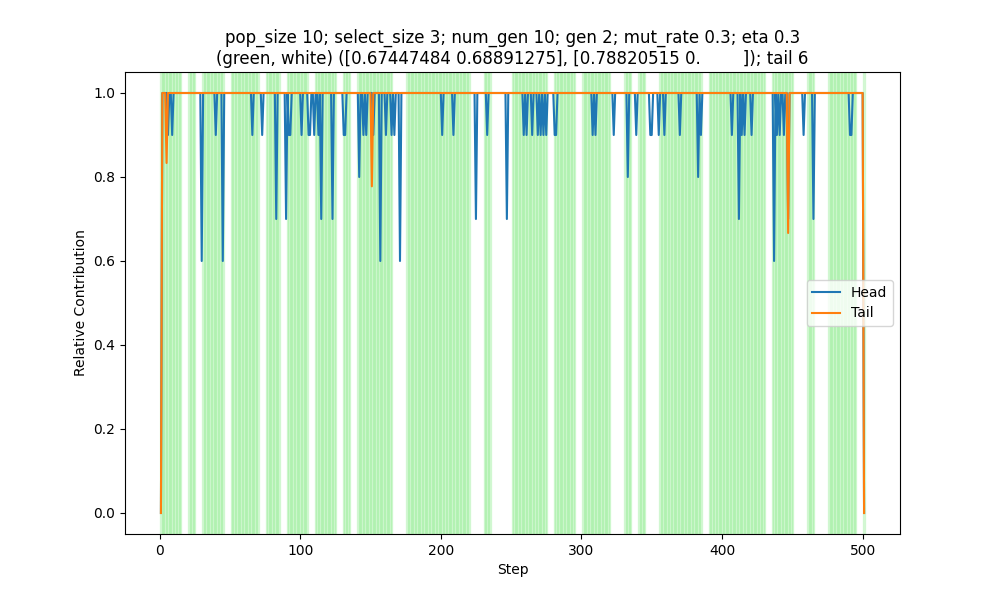 pop_size 10; select_size 3; num_gen 10; gen 2; mut_rate 0.3; eta 0.3
(green, white) ([0.67447484 0.68891275], [0.78820515 0.        ]); tail 6
1.0
0.8
0.6
0.4
0.2
0.0
Relative Contribution
Head
Tail
0
100
200
300
400
500
Step